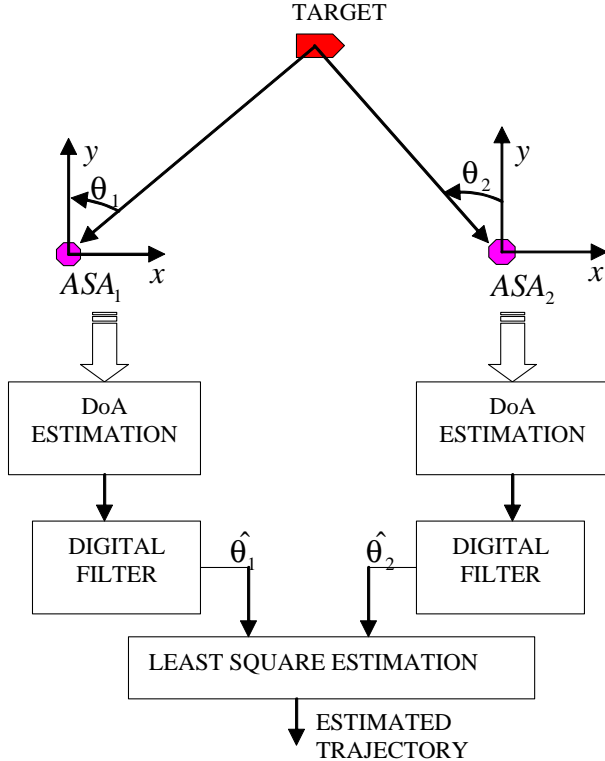 TARGET
y
θ₁
x
ASA₁
y
θ₂
x
ASA₂
DoA
ESTIMATION
DoA
ESTIMATION
DIGITAL
FILTER
θ̂₁
θ̂₂
DIGITAL
FILTER
LEAST SQUARE ESTIMATION
ESTIMATED
TRAJECTORY